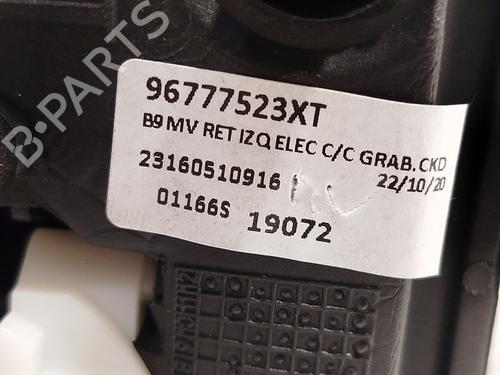 B-PARTS
96777523XT
B9 MV RET IZQ ELEC C/C GRAB. CKD
23160510916 22/10/20
01166S 19072